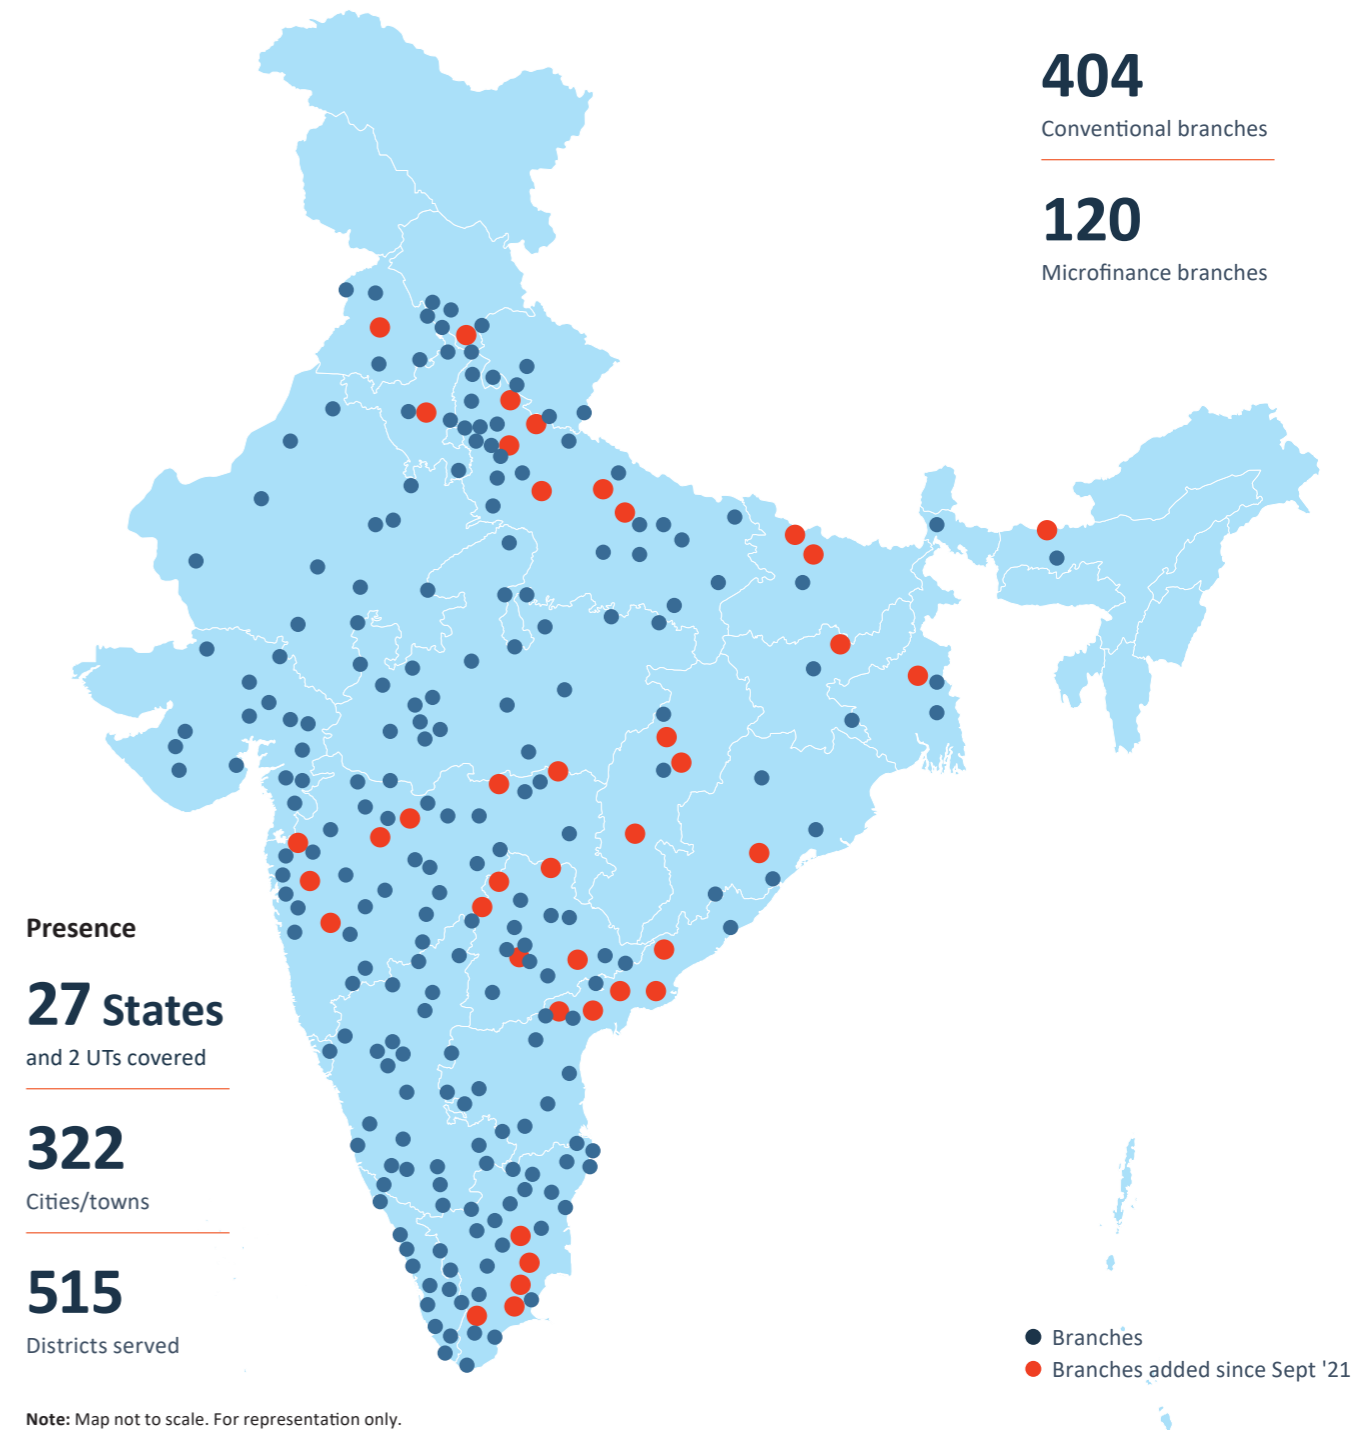 404
Conventional branches
120
Microfinance branches
Presence
27 States
and 2 UTs covered
322
Cities/towns
515
Districts served
Branches
Branches added since Sept '21
Note: Map not to scale. For representation only.